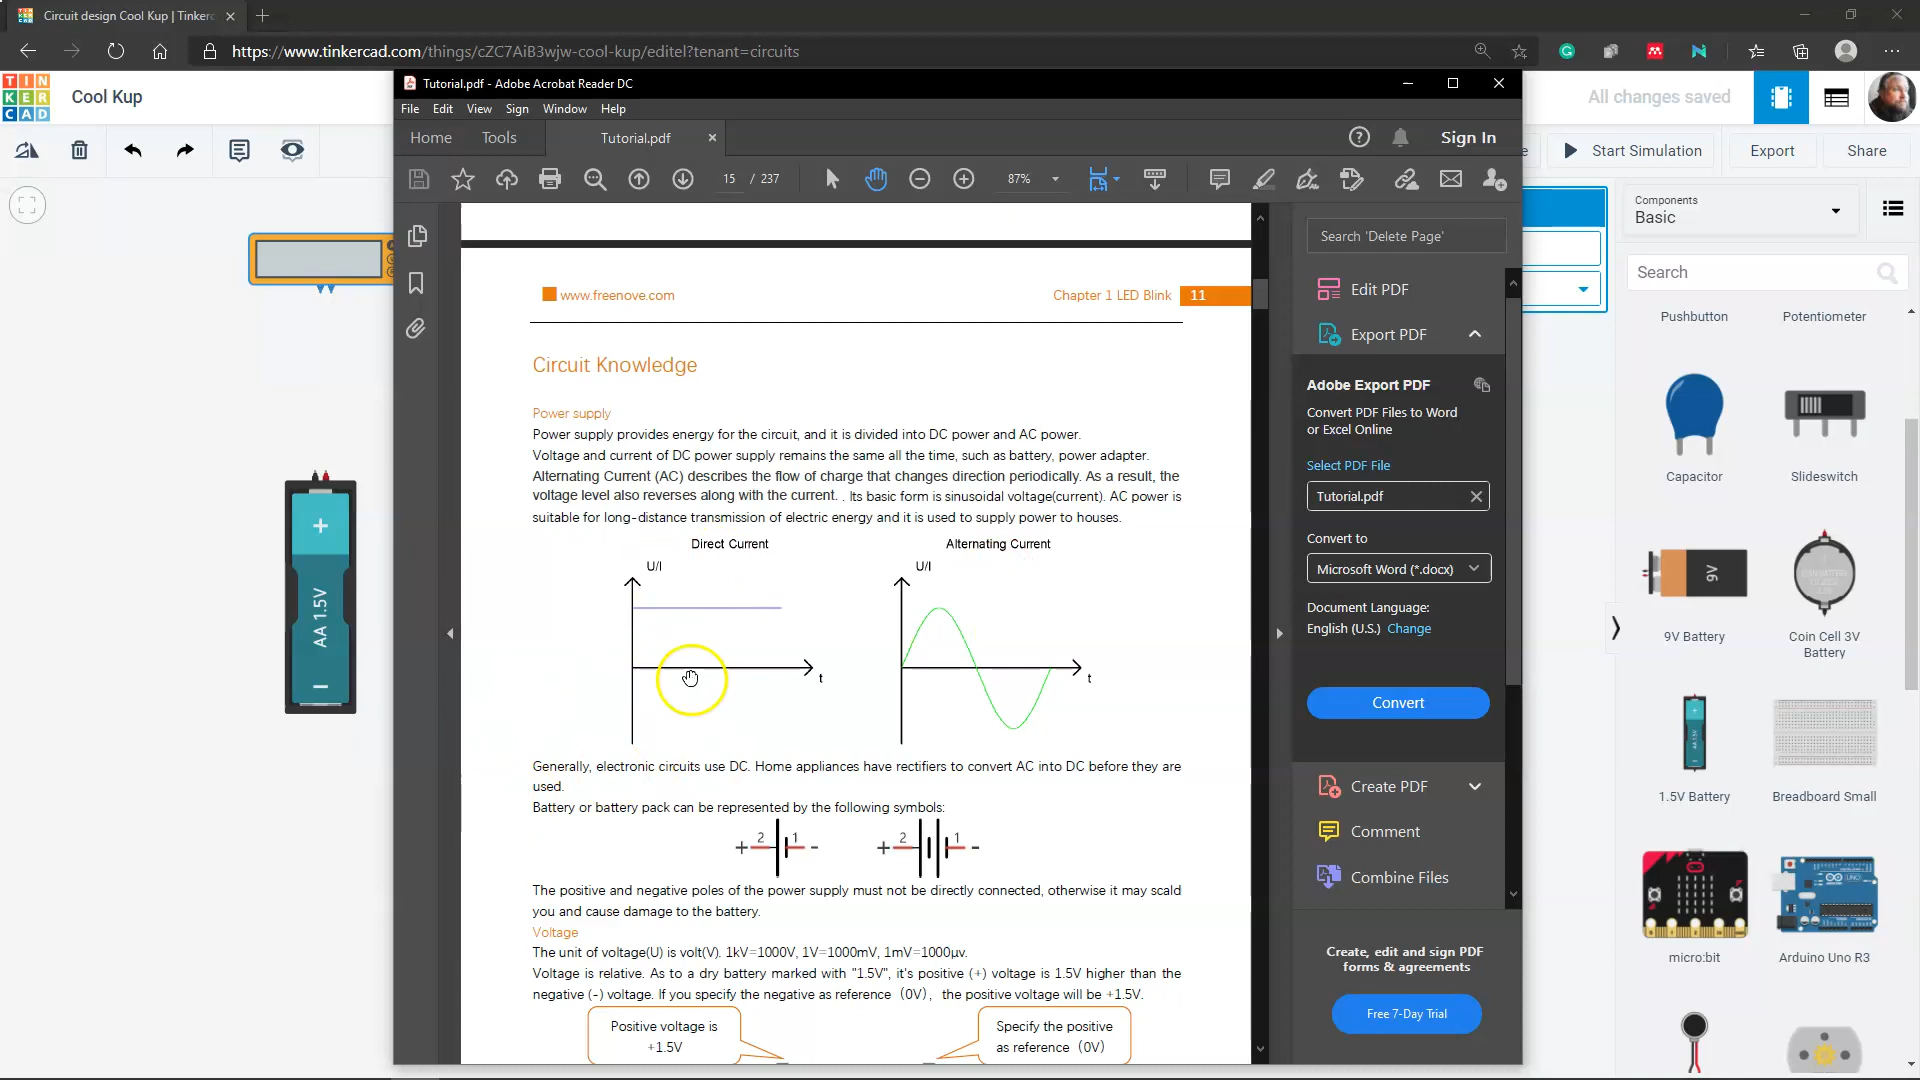 Circuit design Cool Kup | Tinkerc
https://www.tinkercad.com/things/cZC7AiB3wjw-cool-kup/editel?tenant=circuits
TIN
KER
CAD
Cool Kup
All changes saved
Start Simulation
Export
Share
Tutorial.pdf - Adobe Acrobat Reader DC
File Edit View Sign Window Help
Home Tools Tutorial.pdf
Sign In
15 / 237
87%
Components
Basic
Search
Pushbutton
Potentiometer
Capacitor
Slideswitch
9V
9V Battery
Coin Cell 3V
Battery
1.5V Battery
Breadboard Small
micro:bit
Arduino Uno R3
AA 1.5V
+
−
www.freenove.com
Chapter 1 LED Blink 11
Circuit Knowledge
Power supply
Power supply provides energy for the circuit, and it is divided into DC power and AC power.
Voltage and current of DC power supply remains the same all the time, such as battery, power adapter.
Alternating Current (AC) describes the flow of charge that changes direction periodically. As a result, the
voltage level also reverses along with the current. . Its basic form is sinusoidal voltage(current). AC power is
suitable for long-distance transmission of electric energy and it is used to supply power to houses.
Direct Current
Alternating Current
U/I
U/I
t
t
Generally, electronic circuits use DC. Home appliances have rectifiers to convert AC into DC before they are
used.
Battery or battery pack can be represented by the following symbols:
+ 2 1 -
+ 2 1 -
The positive and negative poles of the power supply must not be directly connected, otherwise it may scald
you and cause damage to the battery.
Voltage
The unit of voltage(U) is volt(V). 1kV=1000V, 1V=1000mV, 1mV=1000μv.
Voltage is relative. As to a dry battery marked with "1.5V", it's positive (+) voltage is 1.5V higher than the
negative (-) voltage. If you specify the negative as reference（0V）, the positive voltage will be +1.5V.
Positive voltage is
+1.5V
Specify the positive
as reference（0V）
Search 'Delete Page'
Edit PDF
Export PDF
Adobe Export PDF
Convert PDF Files to Word
or Excel Online
Select PDF File
Tutorial.pdf
Convert to
Microsoft Word (*.docx)
Document Language:
English (U.S.) Change
Convert
Create PDF
Comment
Combine Files
Create, edit and sign PDF
forms & agreements
Free 7-Day Trial